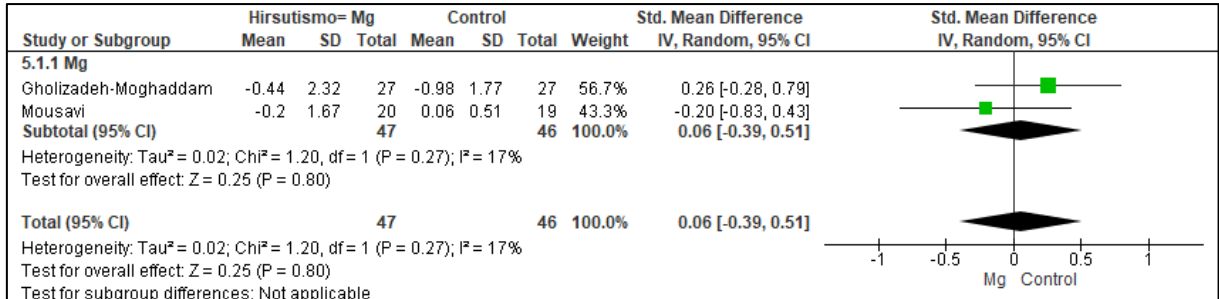 Hirsutismo= Mg Control Std. Mean Difference Std. Mean Difference
Study or Subgroup Mean SD Total Mean SD Total Weight IV, Random, 95% CI IV, Random, 95% CI
5.1.1 Mg
Gholizadeh-Moghaddam -0.44 2.32 27 -0.98 1.77 27 56.7% 0.26 [-0.28, 0.79]
Mousavi -0.2 1.67 20 0.06 0.51 19 43.3% -0.20 [-0.83, 0.43]
Subtotal (95% CI) 47 46 100.0% 0.06 [-0.39, 0.51]
Heterogeneity: Tau² = 0.02; Chi² = 1.20, df = 1 (P = 0.27); I² = 17%
Test for overall effect: Z = 0.25 (P = 0.80)
Total (95% CI) 47 46 100.0% 0.06 [-0.39, 0.51]
Heterogeneity: Tau² = 0.02; Chi² = 1.20, df = 1 (P = 0.27); I² = 17%
Test for overall effect: Z = 0.25 (P = 0.80)
Test for subgroup differences: Not applicable
-1 -0.5 0 0.5 1
Mg Control